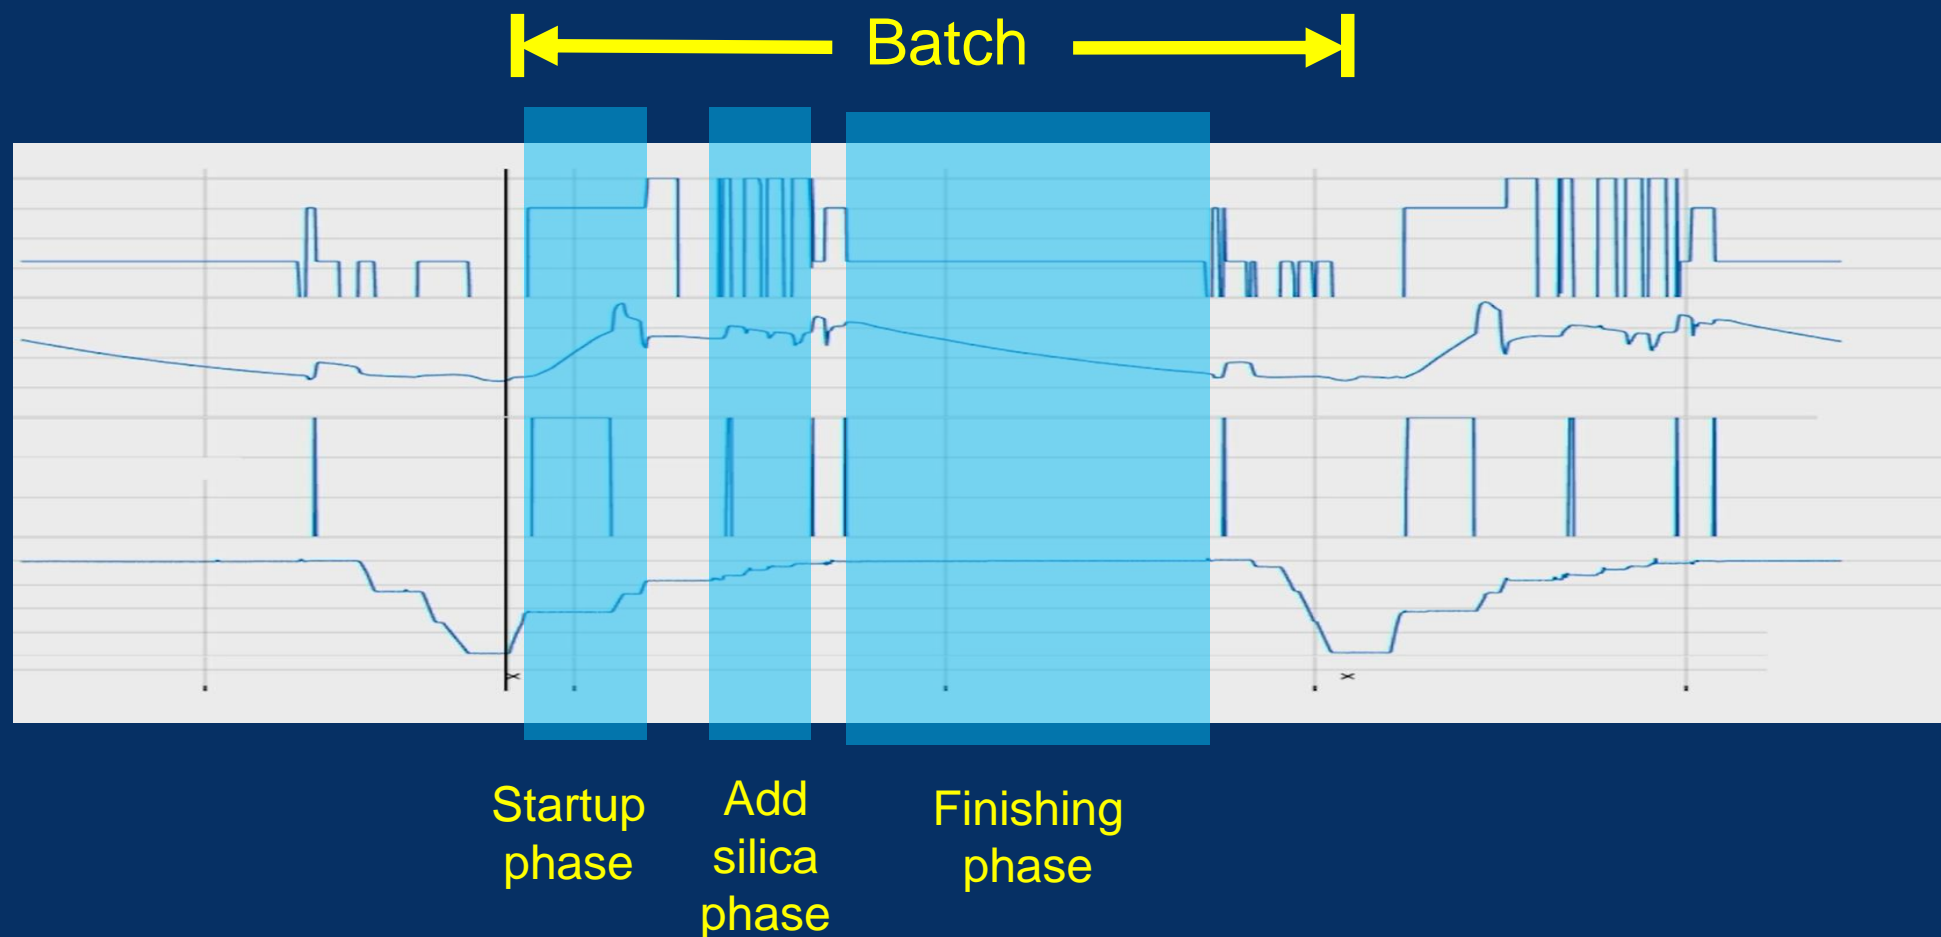 Batch
Startup
phase
Add
silica
phase
Finishing
phase